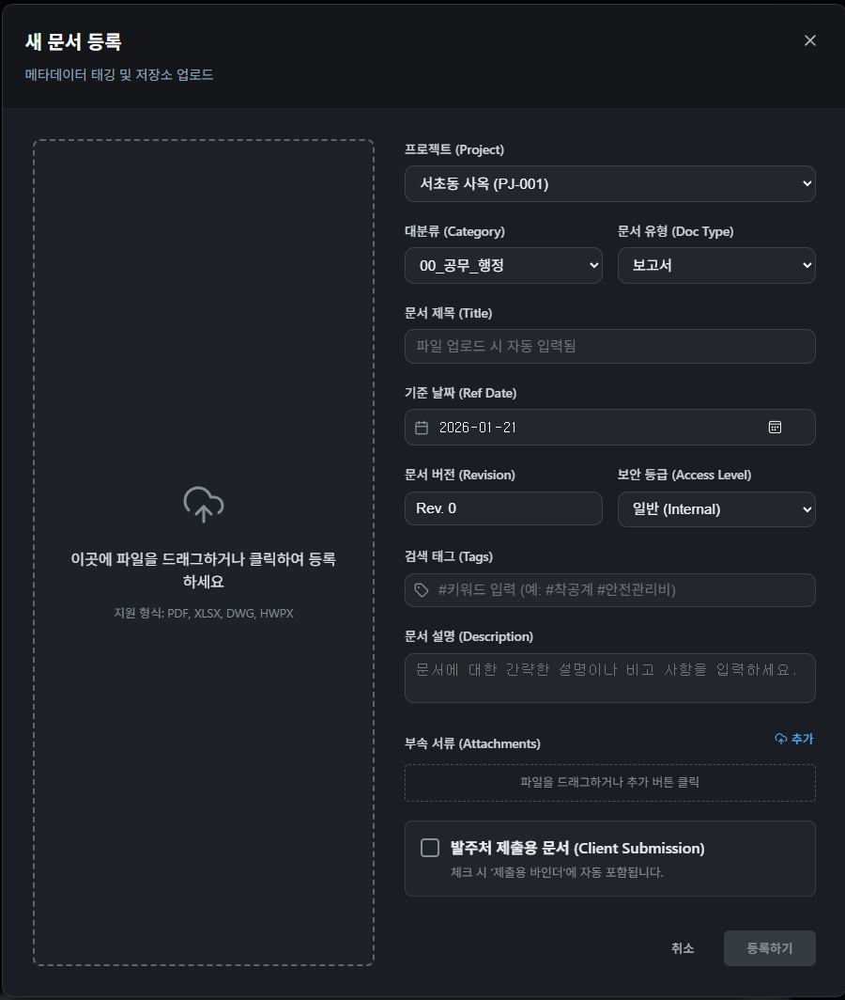 새 문서 등록
메타데이터 태깅 및 저장소 업로드
이곳에 파일을 드래그하거나 클릭하여 등록
하세요
지원 형식: PDF, XLSX, DWG, HWPX
프로젝트 (Project)
서초동 사옥 (PJ-001)
대분류 (Category)
문서 유형 (Doc Type)
00_공무_행정
보고서
문서 제목 (Title)
파일 업로드 시 자동 입력됨
기준 날짜 (Ref Date)
2026-01-21
문서 버전 (Revision)
보안 등급 (Access Level)
Rev. 0
일반 (Internal)
검색 태그 (Tags)
#키워드 입력 (예: #착공계 #안전관리비)
문서 설명 (Description)
문서에 대한 간략한 설명이나 비고 사항을 입력하세요.
부속 서류 (Attachments)
추가
파일을 드래그하거나 추가 버튼 클릭
발주처 제출용 문서 (Client Submission)
체크 시 '제출용 바인더'에 자동 포함됩니다.
취소
등록하기